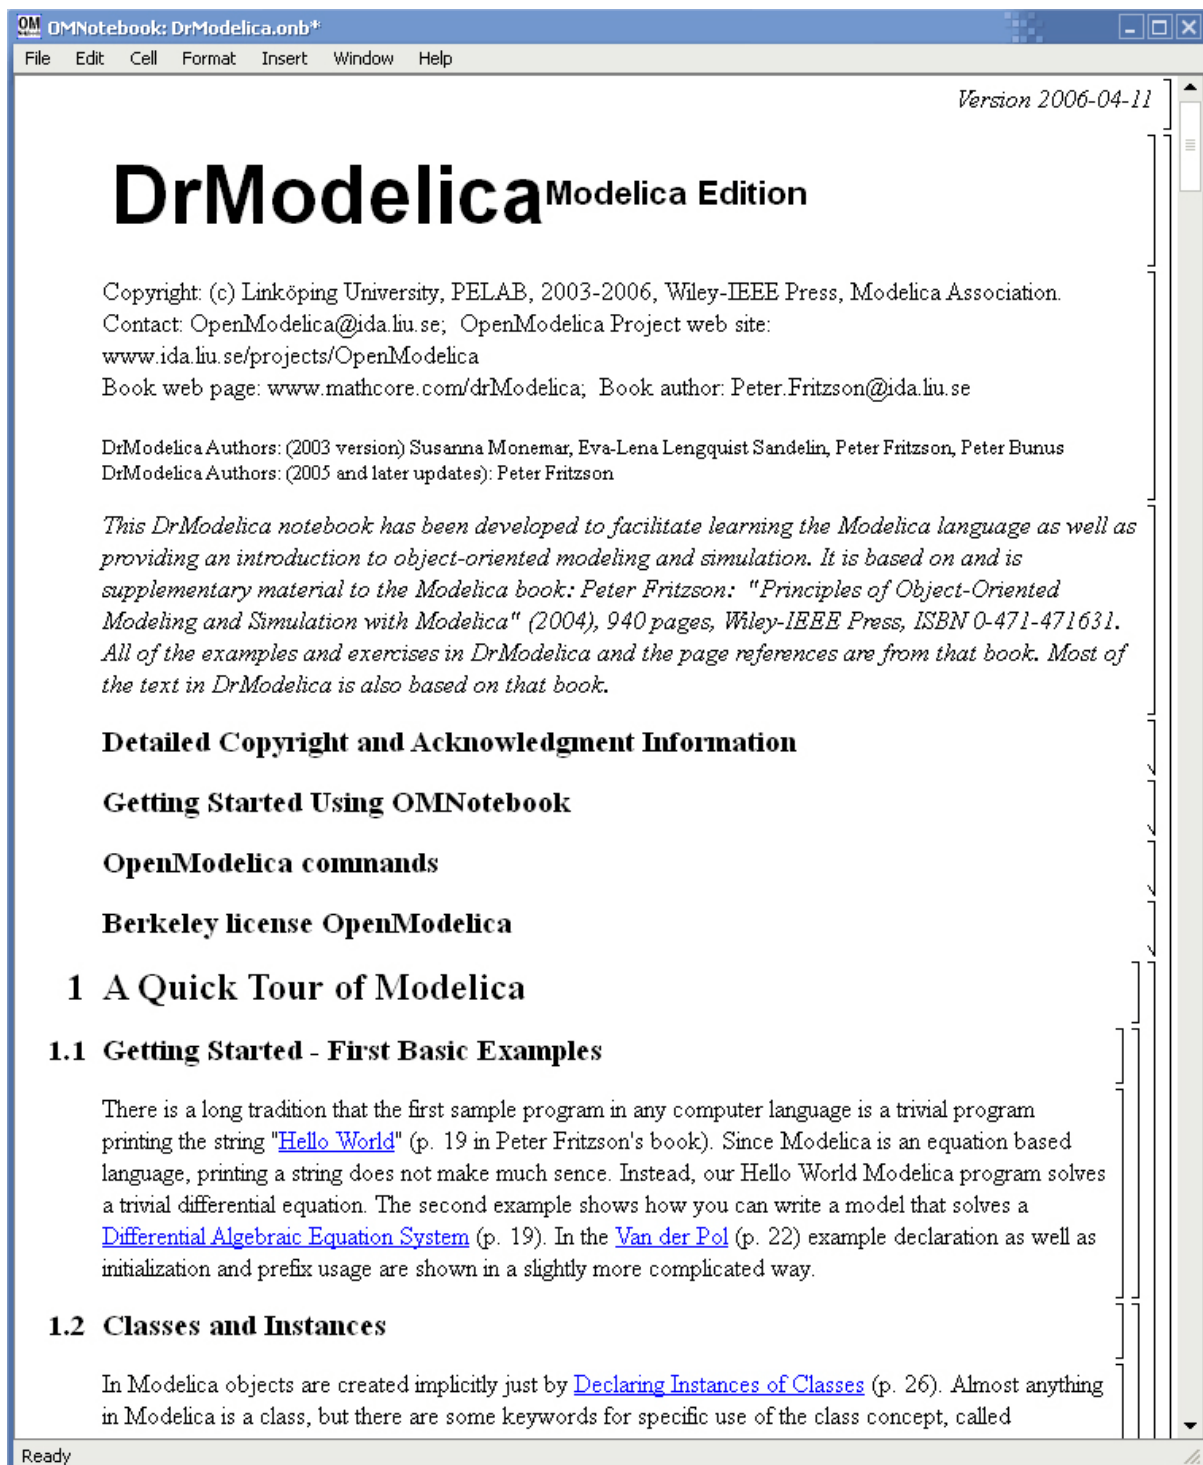 OMNotebook: DrModelica.onb*
File Edit Cell Format Insert Window Help
Version 2006-04-11
DrModelica Modelica Edition
Copyright: (c) Linköping University, PELAB, 2003-2006, Wiley-IEEE Press, Modelica Association.
Contact: OpenModelica@ida.liu.se; OpenModelica Project web site:
www.ida.liu.se/projects/OpenModelica
Book web page: www.mathcore.com/drModelica; Book author: Peter.Fritzson@ida.liu.se
DrModelica Authors: (2003 version) Susanna Monemar, Eva-Lena Lengquist Sandelin, Peter Fritzson, Peter Bunus
DrModelica Authors: (2005 and later updates): Peter Fritzson
This DrModelica notebook has been developed to facilitate learning the Modelica language as well as
providing an introduction to object-oriented modeling and simulation. It is based on and is
supplementary material to the Modelica book: Peter Fritzson: "Principles of Object-Oriented
Modeling and Simulation with Modelica" (2004), 940 pages, Wiley-IEEE Press, ISBN 0-471-471631.
All of the examples and exercises in DrModelica and the page references are from that book. Most of
the text in DrModelica is also based on that book.
Detailed Copyright and Acknowledgment Information
Getting Started Using OMNotebook
OpenModelica commands
Berkeley license OpenModelica
1 A Quick Tour of Modelica
1.1 Getting Started - First Basic Examples
There is a long tradition that the first sample program in any computer language is a trivial program
printing the string "Hello World" (p. 19 in Peter Fritzson's book). Since Modelica is an equation based
language, printing a string does not make much sence. Instead, our Hello World Modelica program solves
a trivial differential equation. The second example shows how you can write a model that solves a
Differential Algebraic Equation System (p. 19). In the Van der Pol (p. 22) example declaration as well as
initialization and prefix usage are shown in a slightly more complicated way.
1.2 Classes and Instances
In Modelica objects are created implicitly just by Declaring Instances of Classes (p. 26). Almost anything
in Modelica is a class, but there are some keywords for specific use of the class concept, called
Ready